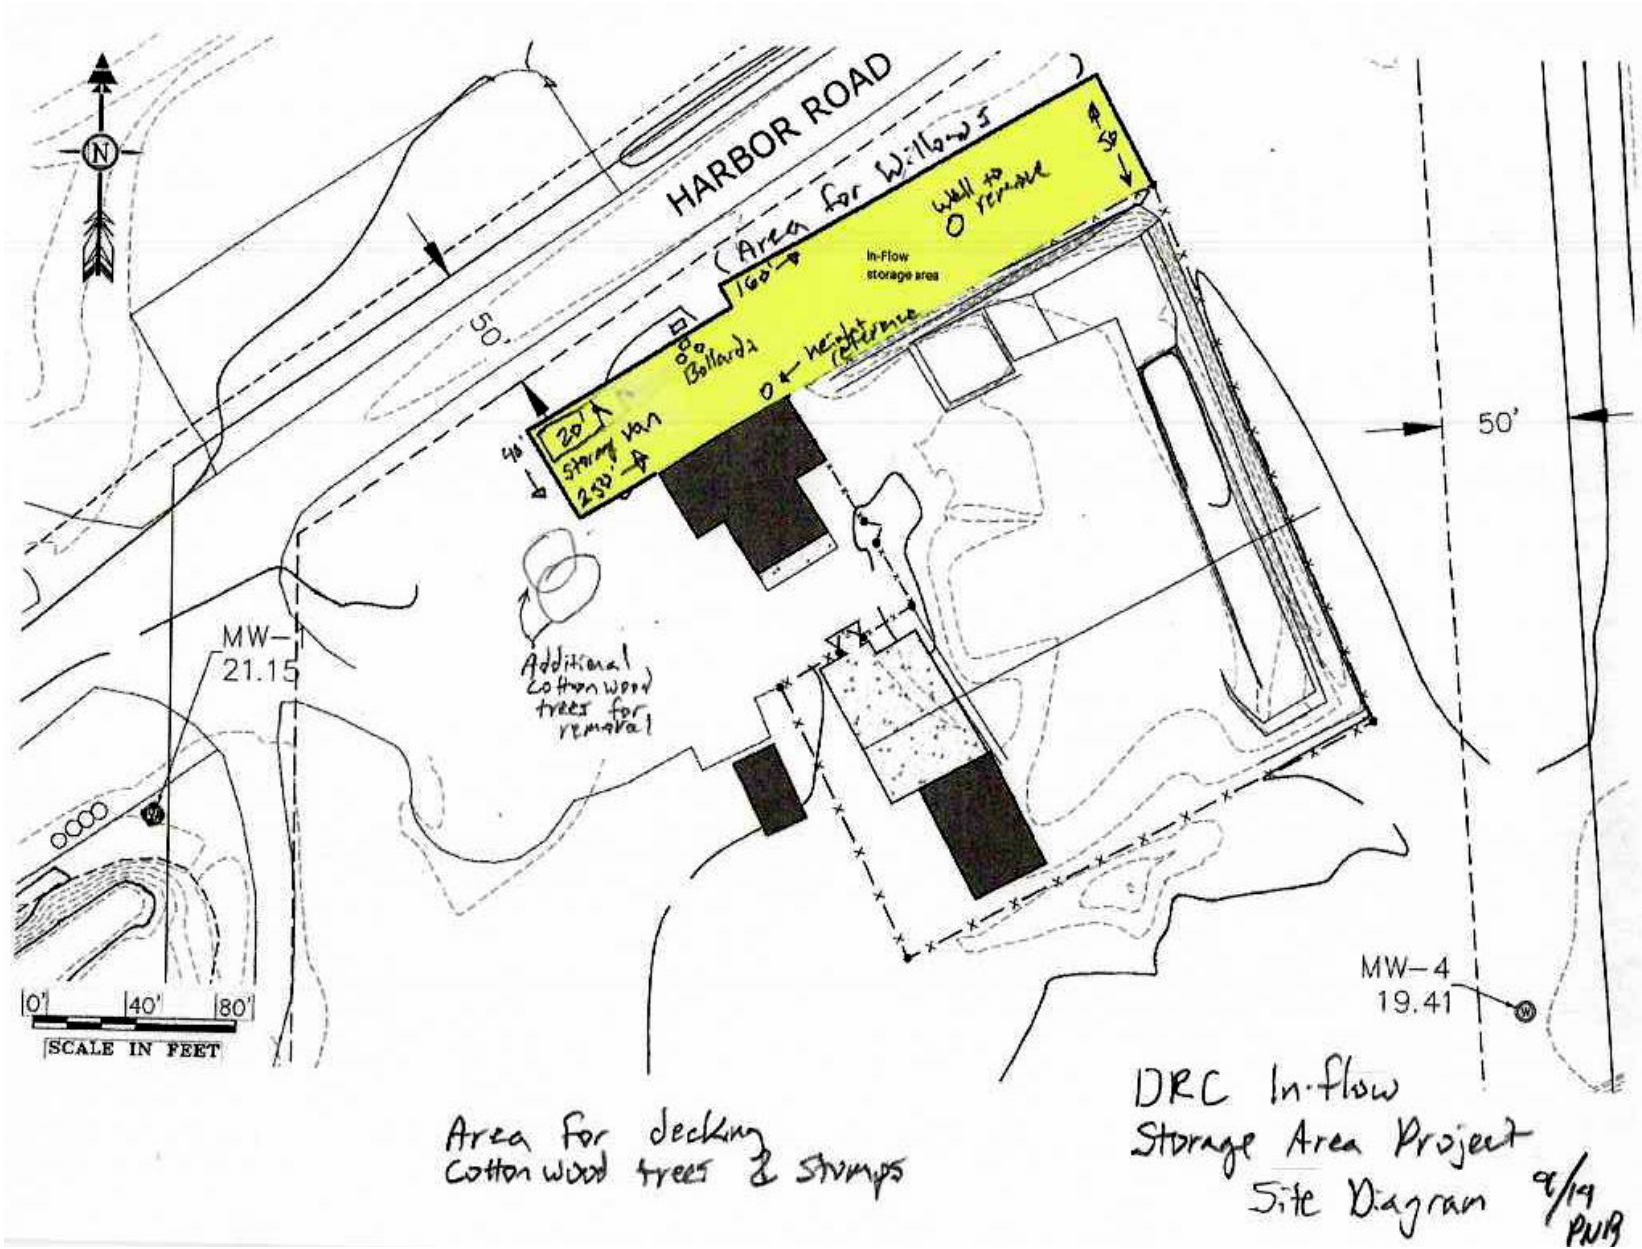 N
HARBOR ROAD
(Area for Willows)
50'
Well to
remove
In-Flow
storage area
160'
height
reference
Bollards
50'
50'
40'
20'
Storage van
250'
Additional
cottonwood
trees for
removal
MW-
21.15
0' 40' 80'
SCALE IN FEET
MW-4
19.41
Area for decking
Cottonwood trees & stumps
DRC In-flow
Storage Area Project
Site Diagram
9/19
PNB